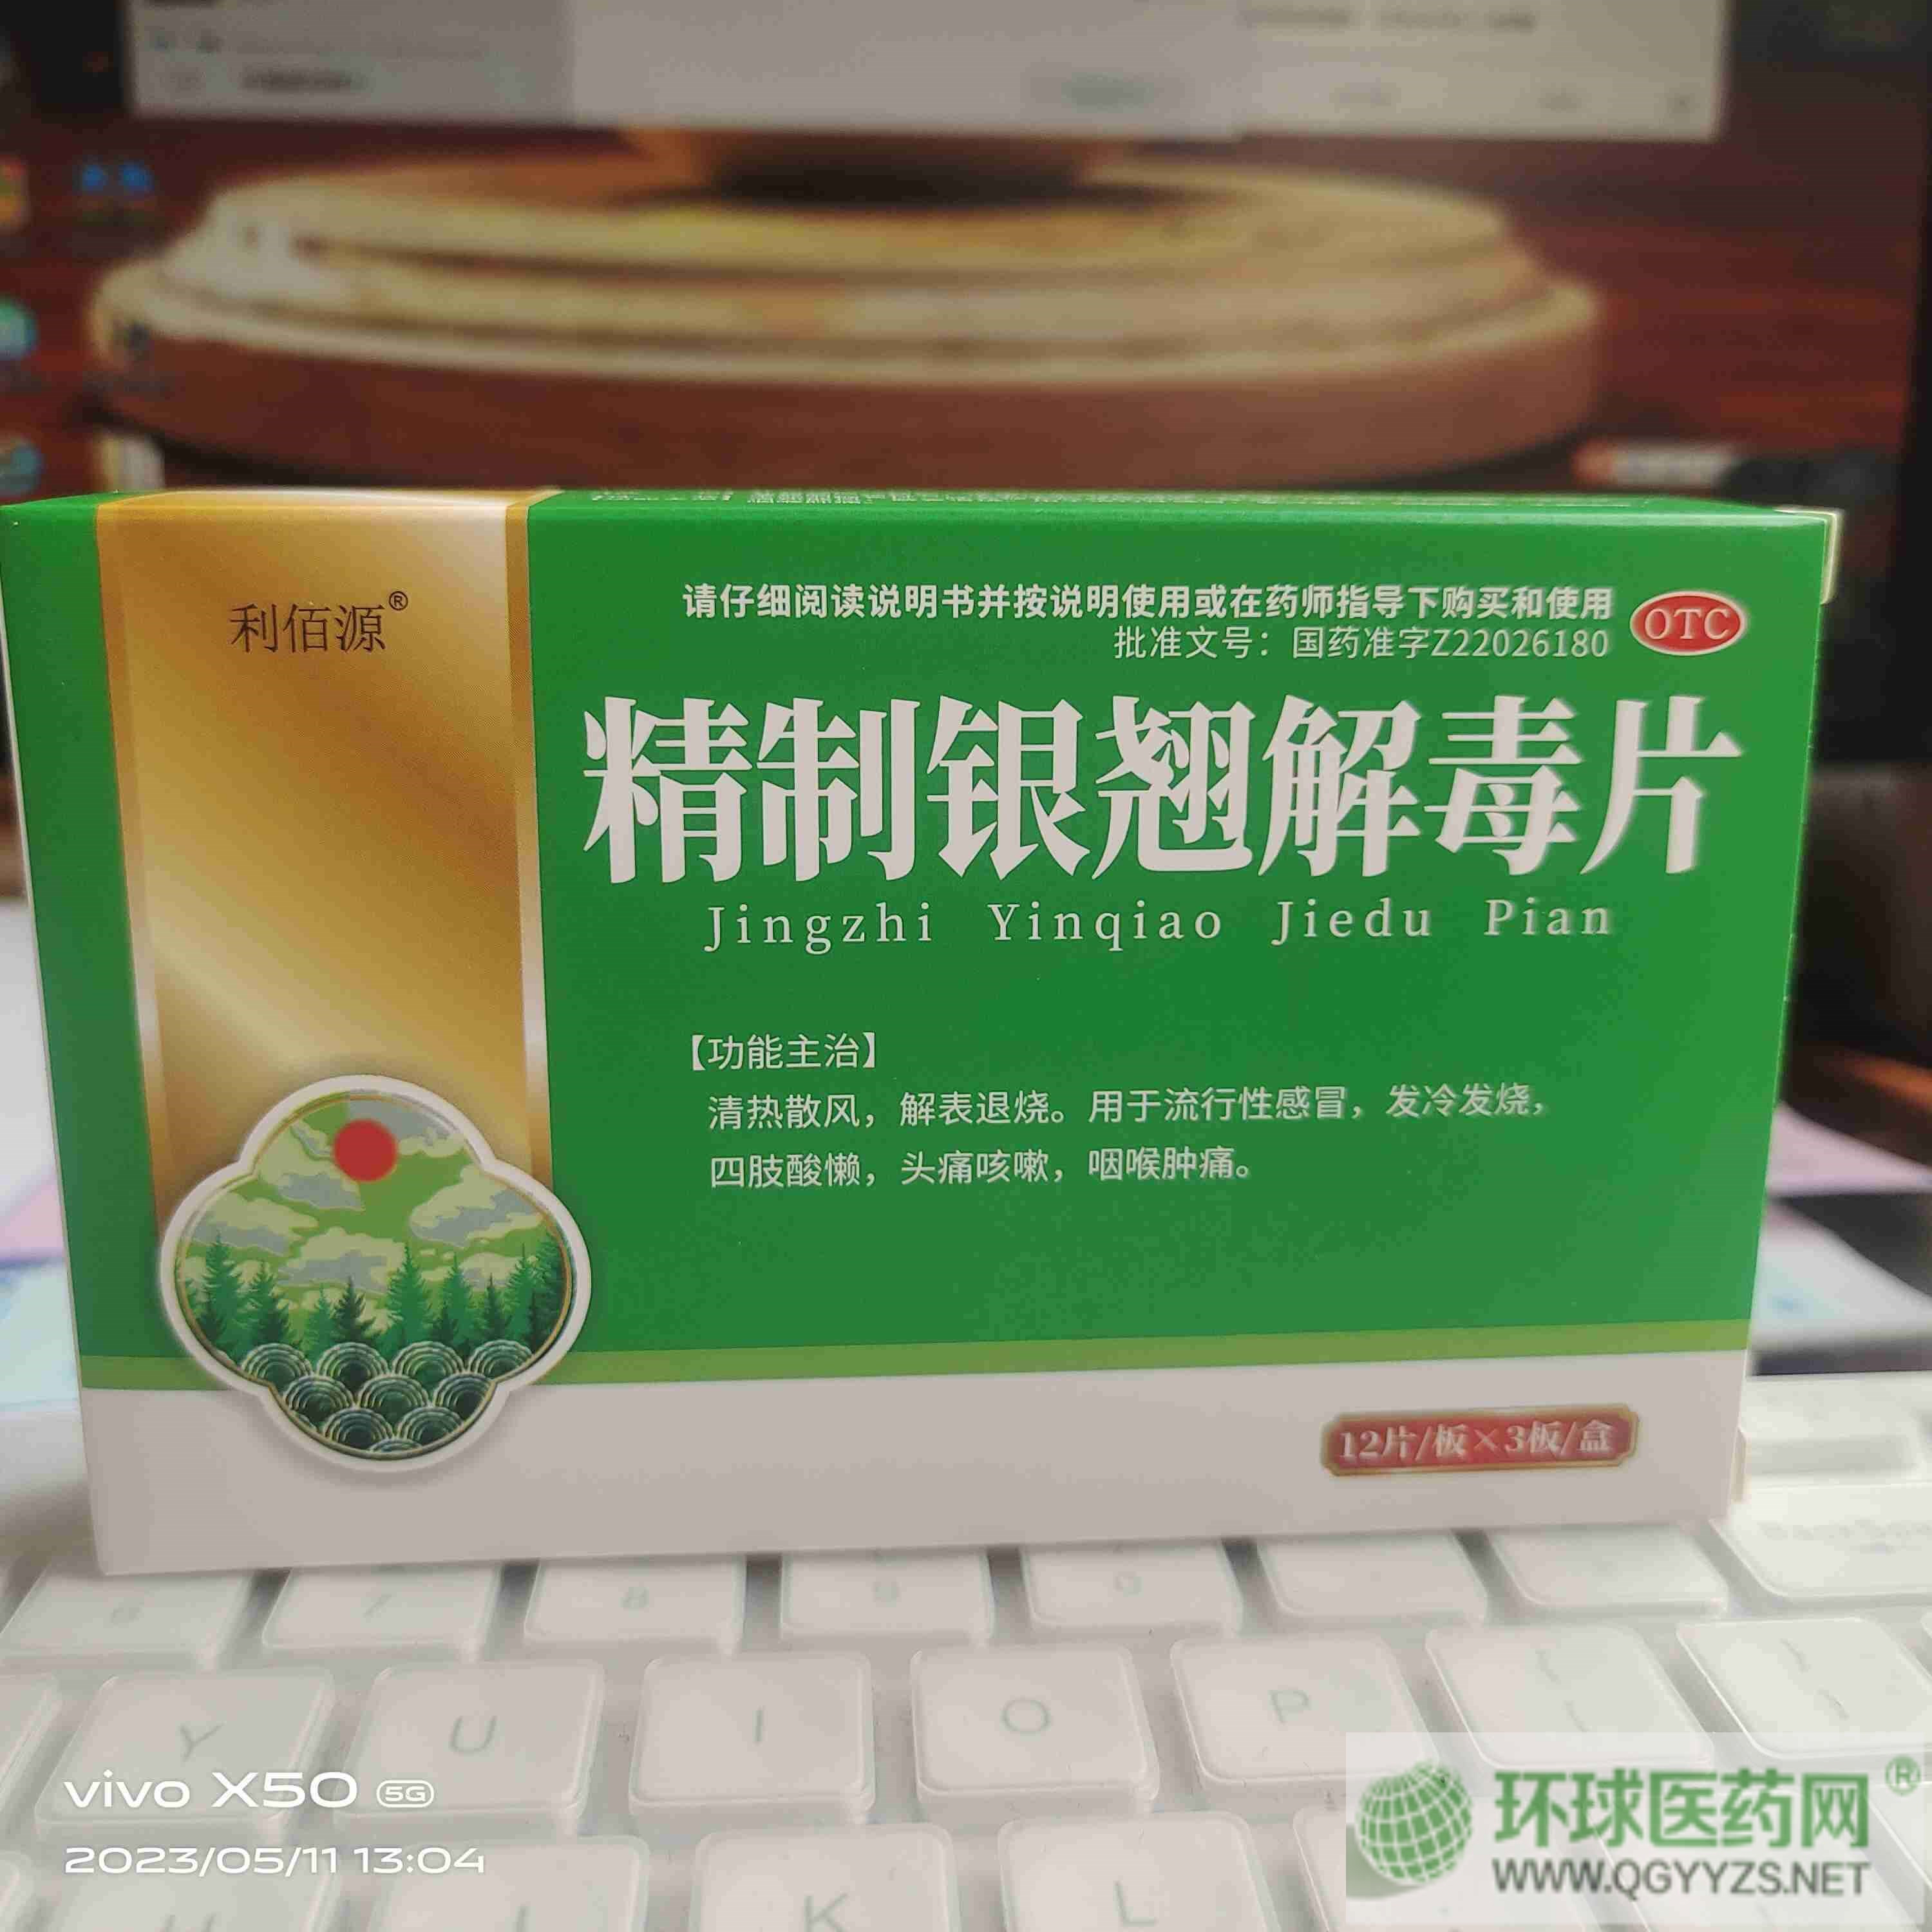 利佰源®
请仔细阅读说明书并按说明使用或在药师指导下购买和使用
批准文号：国药准字Z22026180
OTC
精制银翘解毒片
Jingzhi Yinqiao Jiedu Pian
【功能主治】
清热散风，解表退烧。用于流行性感冒，发冷发烧，
四肢酸懒，头痛咳嗽，咽喉肿痛。
12片/板×3板/盒
7
8
9
Y
U
I
O
P
K
L
vivo X50 5G
2023/05/11 13:04
环球医药网®
WWW.QGYYZS.NET